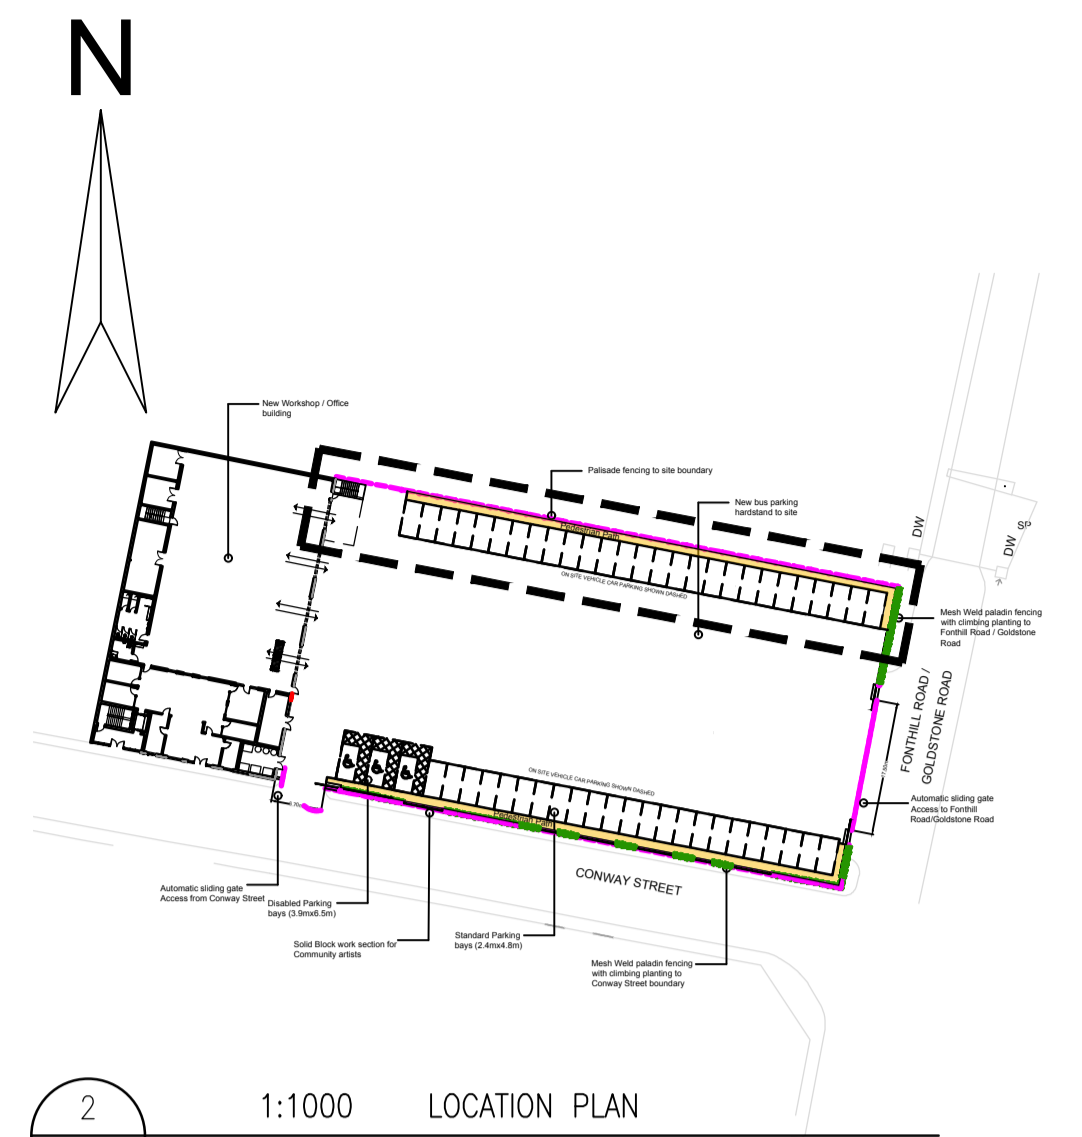 N
New Workshop / Office
building
Palisade fencing to site boundary
New bus parking
hardstand to site
Pedestrian Path
ON SITE VEHICLE CAR PARKING SHOWN DASHED
DW
SP
DW
Mesh Weld paladin fencing
with climbing planting to
Fonthill Road / Goldstone
Road
FONTHILL ROAD /
GOLDSTONE ROAD
ON SITE VEHICLE CAR PARKING SHOWN DASHED
Pedestrian Path
Automatic sliding gate
Access to Fonthill
Road/Goldstone Road
CONWAY STREET
Automatic sliding gate
Access from Conway Street
Disabled Parking
bays (3.9mx6.5m)
Solid Block work section for
Community artists
Standard Parking
bays (2.4mx4.8m)
Mesh Weld paladin fencing
with climbing planting to
Conway Street boundary
2
1:1000 LOCATION PLAN